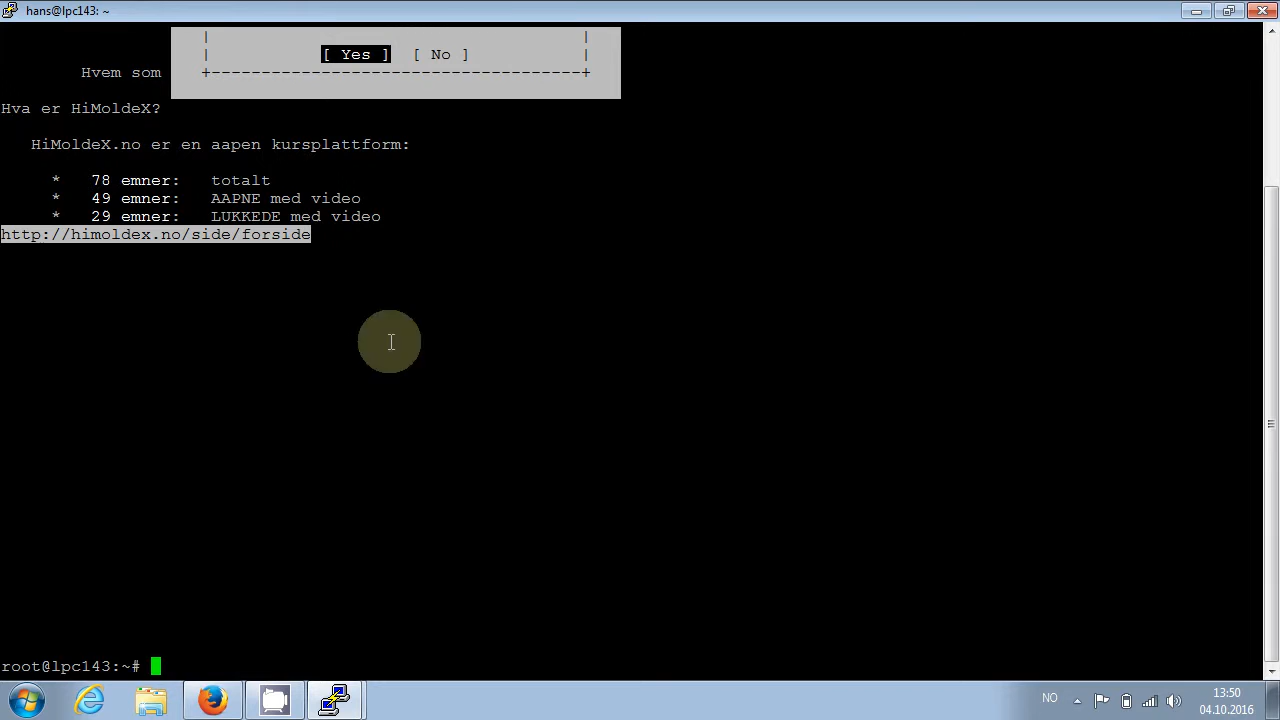 hans@lpc143: ~
|                                     |
|           [ Yes ]  [ No ]           |
Hvem som    +-------------------------------------+
Hva er HiMoldeX?
HiMoldeX.no er en aapen kursplattform:
*   78 emner:   totalt
*   49 emner:   AAPNE med video
*   29 emner:   LUKKEDE med video
http://himoldex.no/side/forside
root@lpc143:~#
NO
13:50
04.10.2016